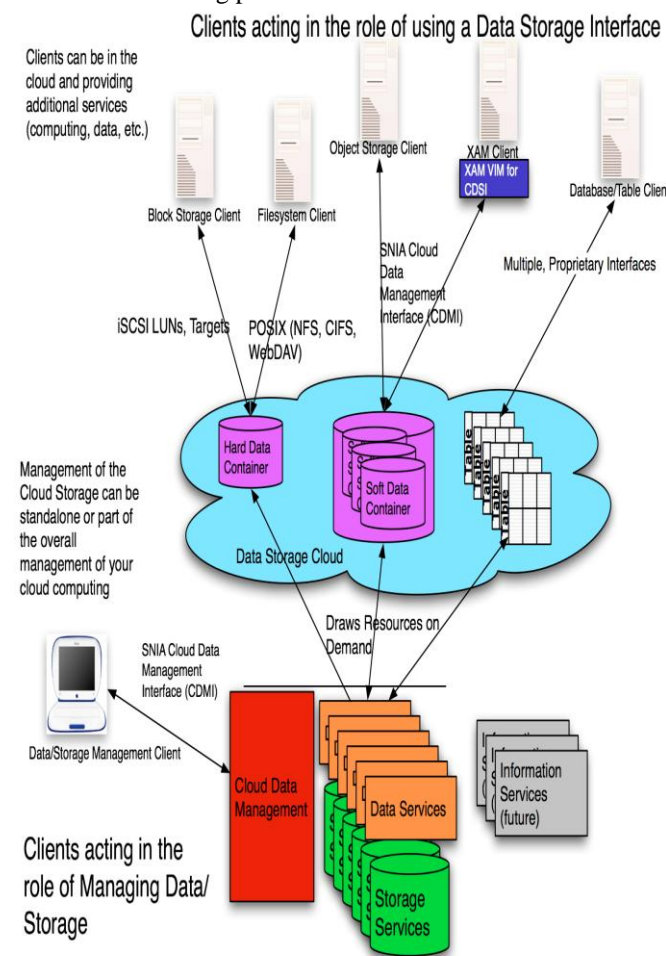 Clients acting in the role of using a Data Storage Interface
Clients can be in the
cloud and providing
additional services
(computing, data, etc.)
Object Storage Client
XAM Client
XAM VIM for
CDSI
Block Storage Client
Filesystem Client
Database/Table Client
SNIA Cloud
Data
Management
Interface (CDMI)
Multiple, Proprietary Interfaces
iSCSI LUNs, Targets
POSIX (NFS, CIFS,
WebDAV)
Hard Data
Container
Soft Data
Container
Table
Table
Table
Table
Table
Management of the
Cloud Storage can be
standalone or part of
the overall
management of your
cloud computing
Data Storage Cloud
Draws Resources on
Demand
SNIA Cloud Data
Management
Interface (CDMI)
Data/Storage Management Client
Cloud Data
Management
Data Services
Information
Services
(future)
Storage
Services
Clients acting in the
role of Managing Data/
Storage